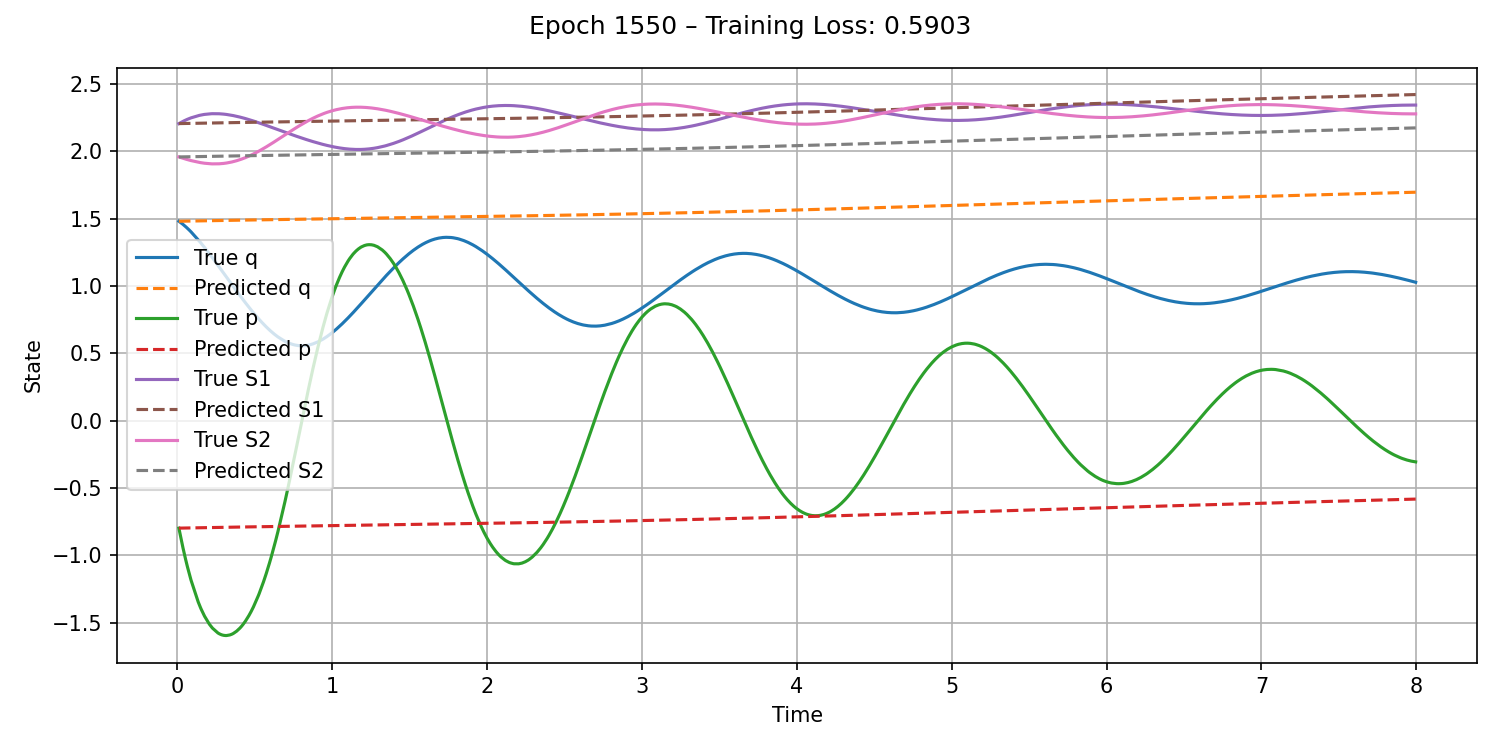 Epoch 1550 – Training Loss: 0.5903
2.5
2.0
1.5
1.0
0.5
0.0
−0.5
−1.0
−1.5
State
True q
Predicted q
True p
Predicted p
True S1
Predicted S1
True S2
Predicted S2
0 1 2 3 4 5 6 7 8
Time